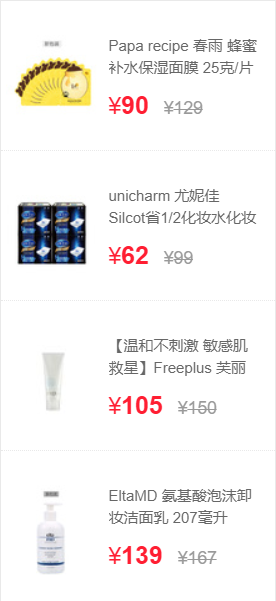 Papa recipe 春雨 蜂蜜
补水保湿面膜 25克/片
¥90 ¥129
unicharm 尤妮佳
Silcot省1/2化妆水化妆
¥62 ¥99
【温和不刺激 敏感肌
救星】Freeplus 芙丽
¥105 ¥150
EltaMD 氨基酸泡沫卸
妆洁面乳 207毫升
¥139 ¥167